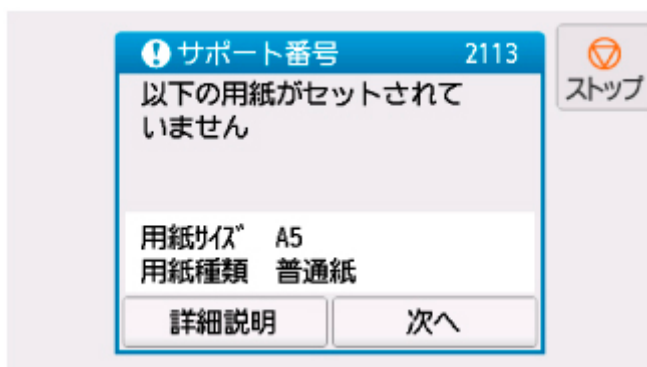 サポート番号 2113
ストップ
以下の用紙がセットされて
いません
用紙ｻｲｽﾞ A5
用紙種類 普通紙
詳細説明 次へ